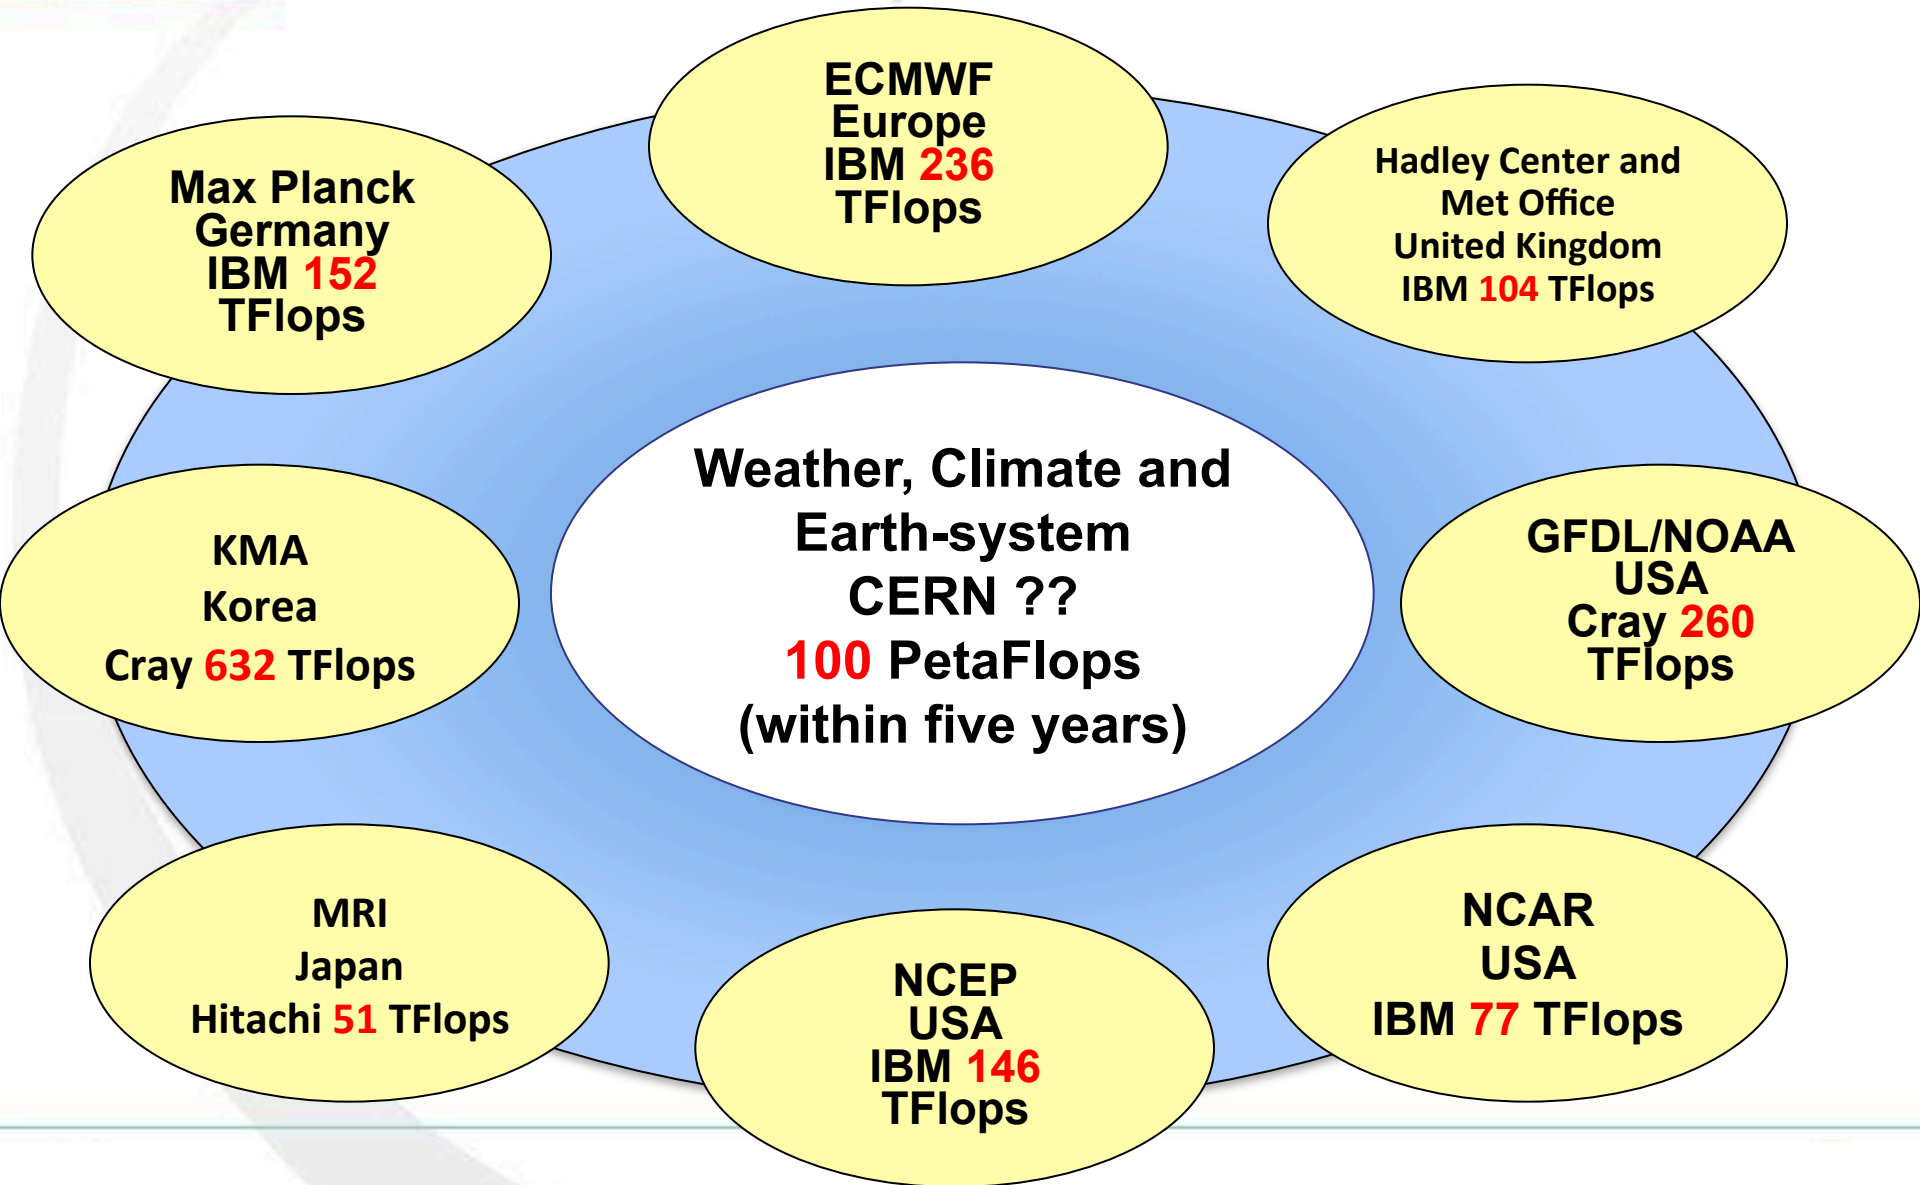 ECMWF
Europe
IBM 236
TFlops
Hadley Center and
Met Office
United Kingdom
IBM 104 TFlops
Max Planck
Germany
IBM 152
TFlops
Weather, Climate and
Earth-system
CERN ??
100 PetaFlops
(within five years)
KMA
Korea
Cray 632 TFlops
GFDL/NOAA
USA
Cray 260
TFlops
MRI
Japan
Hitachi 51 TFlops
NCEP
USA
IBM 146
TFlops
NCAR
USA
IBM 77 TFlops